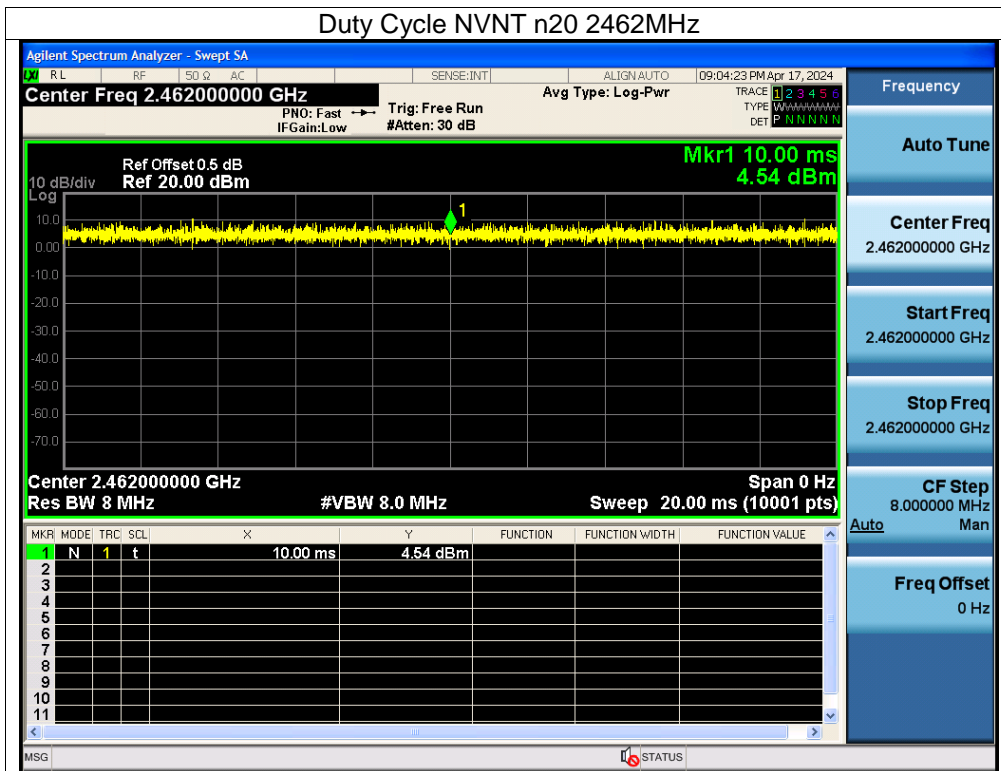 Duty Cycle NVNT n20 2462MHz
Agilent Spectrum Analyzer - Swept SA
LXI RL RF 50 Ω AC SENSE:INT ALIGN AUTO 09:04:23 PM Apr 17, 2024
Center Freq 2.462000000 GHz Avg Type: Log-Pwr TRACE 1 2 3 4 5 6
PNO: Fast Trig: Free Run TYPE WWWWWW
IFGain:Low #Atten: 30 dB DET P N N N N N
Mkr1 10.00 ms
4.54 dBm
Ref Offset 0.5 dB
10 dB/div Ref 20.00 dBm
Log
1
10.0
0.00
-10.0
-20.0
-30.0
-40.0
-50.0
-60.0
-70.0
Center 2.462000000 GHz Span 0 Hz
Res BW 8 MHz #VBW 8.0 MHz Sweep 20.00 ms (10001 pts)
MKR MODE TRC SCL X Y FUNCTION FUNCTION WIDTH FUNCTION VALUE
1 N 1 t 10.00 ms 4.54 dBm
2
3
4
5
6
7
8
9
10
11
MSG STATUS
Frequency
Auto Tune
Center Freq
2.462000000 GHz
Start Freq
2.462000000 GHz
Stop Freq
2.462000000 GHz
CF Step
8.000000 MHz
Auto Man
Freq Offset
0 Hz